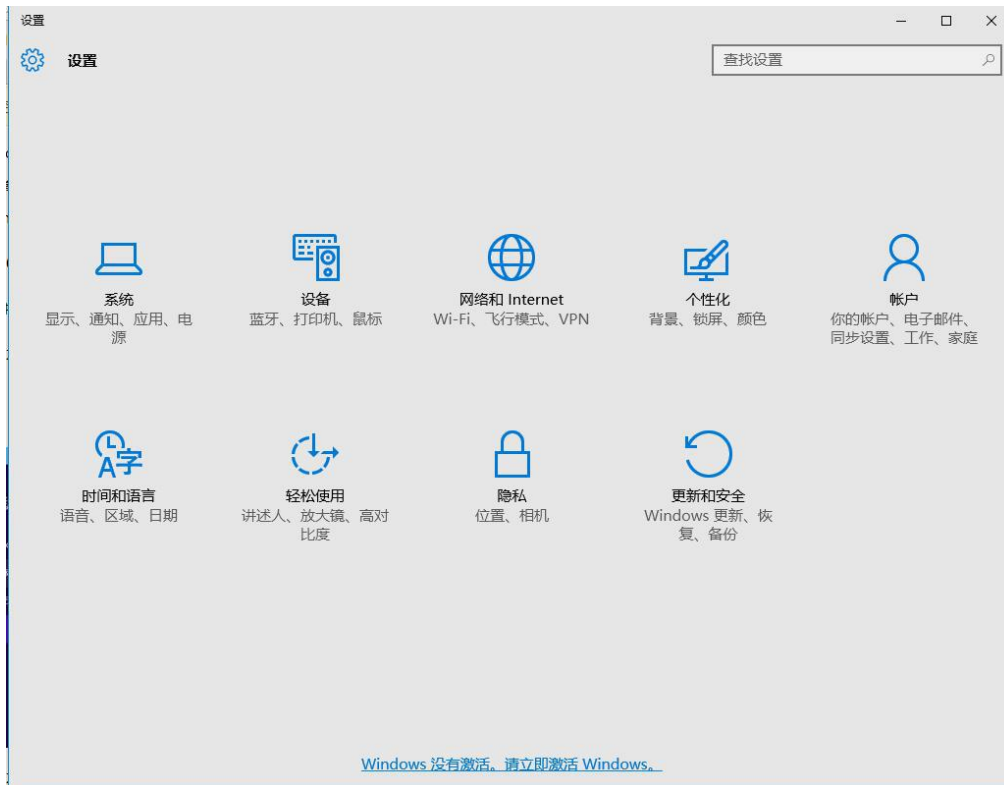 设置
设置
查找设置
系统
显示、通知、应用、电
源
设备
蓝牙、打印机、鼠标
网络和 Internet
Wi-Fi、飞行模式、VPN
个性化
背景、锁屏、颜色
帐户
你的帐户、电子邮件、
同步设置、工作、家庭
字
A
时间和语言
语音、区域、日期
轻松使用
讲述人、放大镜、高对
比度
隐私
位置、相机
更新和安全
Windows 更新、恢
复、备份
Windows 没有激活。请立即激活 Windows。